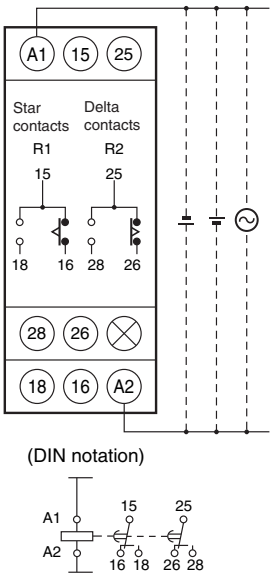 A1 15 25
Star contacts
Delta contacts
R1 R2
15 25
18 16 28 26
28 26
18 16 A2
(DIN notation)
15 25
A1
A2
16 18 26 28